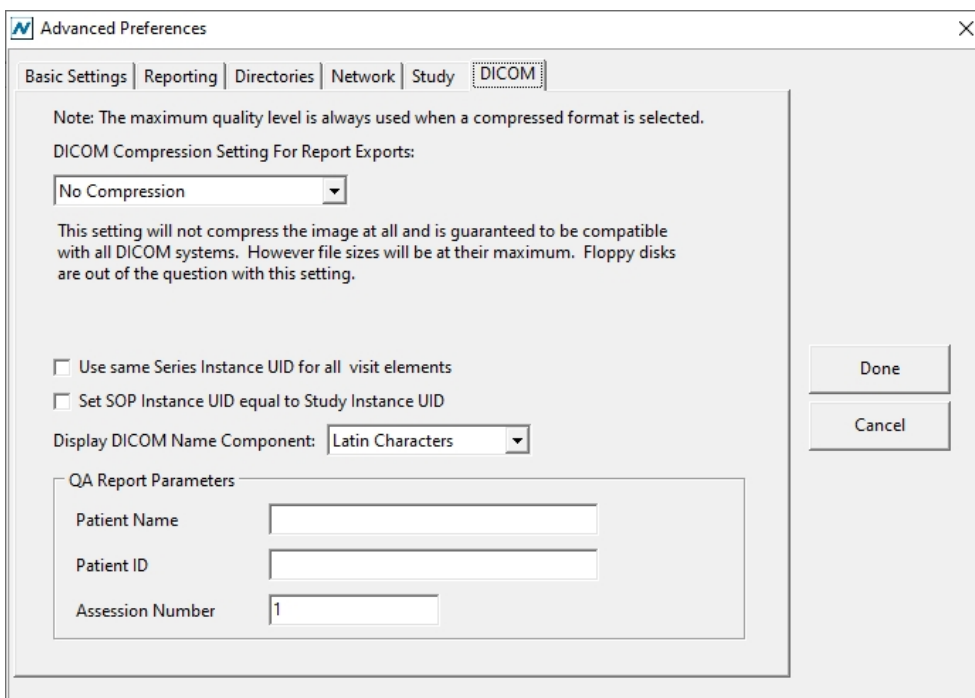 Advanced Preferences
Basic Settings Reporting Directories Network Study DICOM
Note: The maximum quality level is always used when a compressed format is selected.
DICOM Compression Setting For Report Exports:
No Compression
This setting will not compress the image at all and is guaranteed to be compatible
with all DICOM systems.  However file sizes will be at their maximum.  Floppy disks
are out of the question with this setting.
Use same Series Instance UID for all  visit elements
Set SOP Instance UID equal to Study Instance UID
Display DICOM Name Component: Latin Characters
Done
Cancel
QA Report Parameters
Patient Name
Patient ID
Assession Number 1